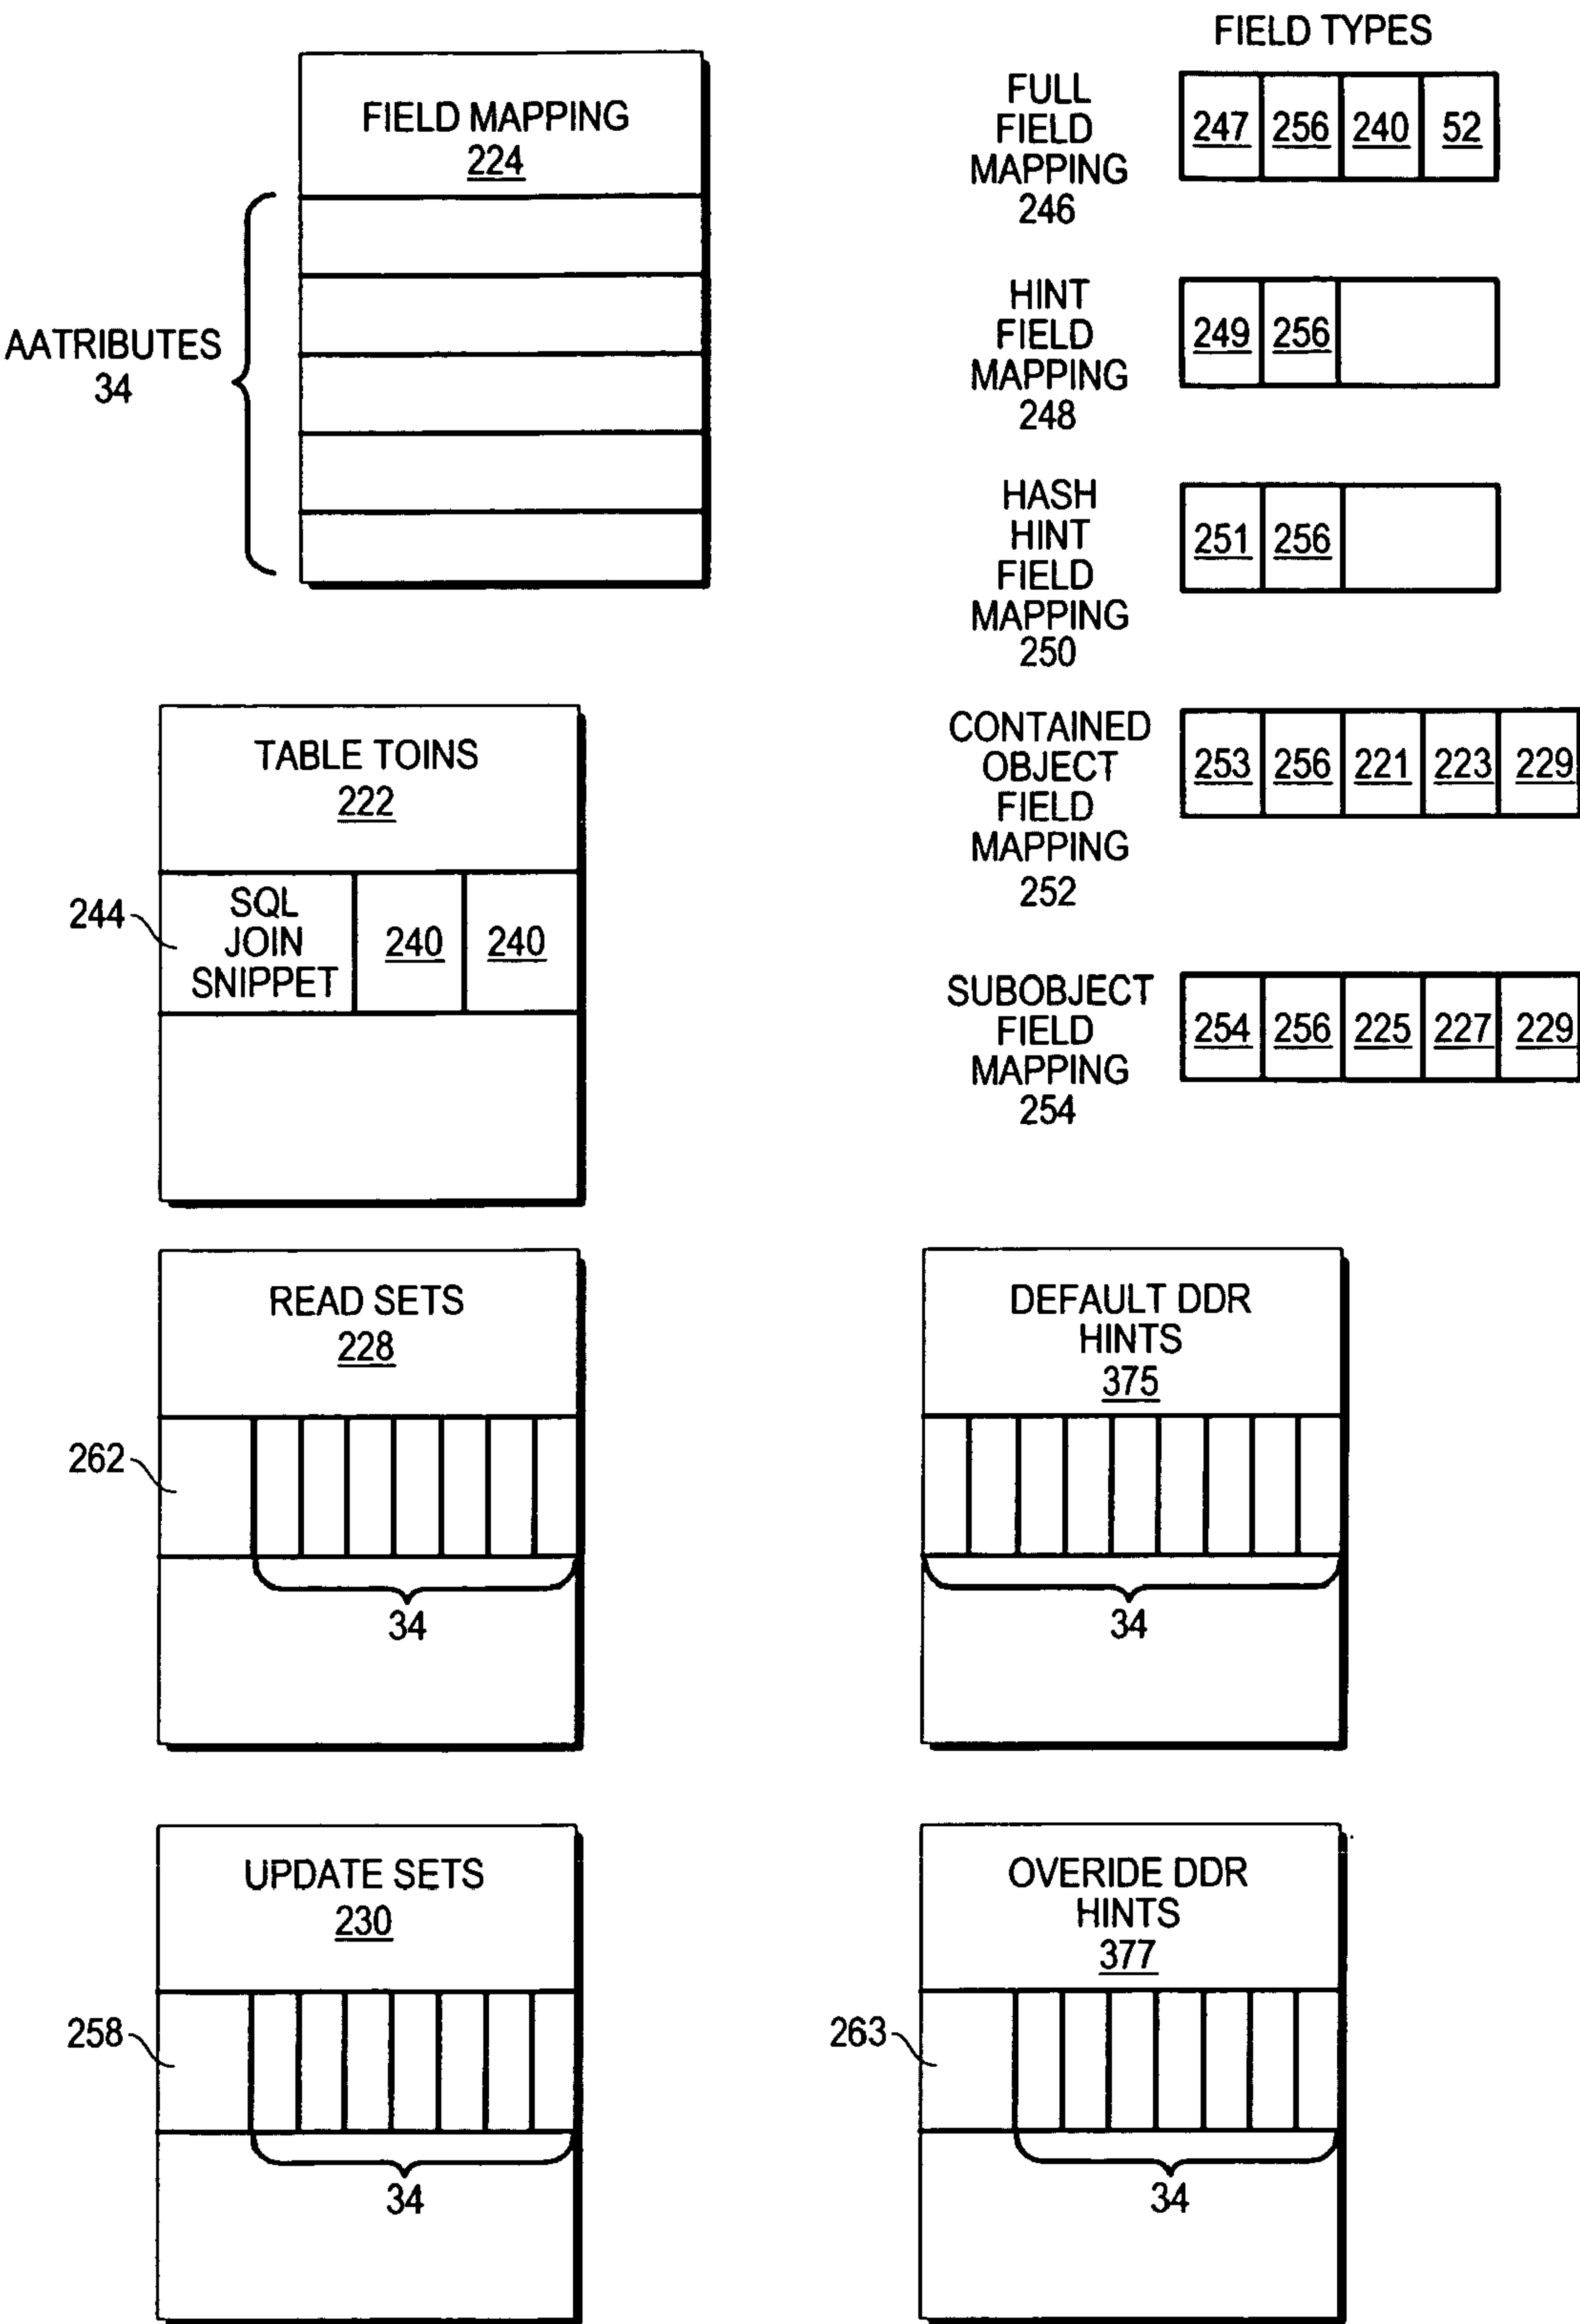 FIELD MAPPING
224
AATRIBUTES
34
FIELD TYPES
FULL
FIELD
MAPPING
246
247 256 240 52
HINT
FIELD
MAPPING
248
249 256
HASH
HINT
FIELD
MAPPING
250
251 256
CONTAINED
OBJECT
FIELD
MAPPING
252
253 256 221 223 229
SUBOBJECT
FIELD
MAPPING
254
254 256 225 227 229
TABLE TOINS
222
244
SQL
JOIN
SNIPPET
240 240
READ SETS
228
262
34
DEFAULT DDR
HINTS
375
34
UPDATE SETS
230
258
34
OVERIDE DDR
HINTS
377
263
34